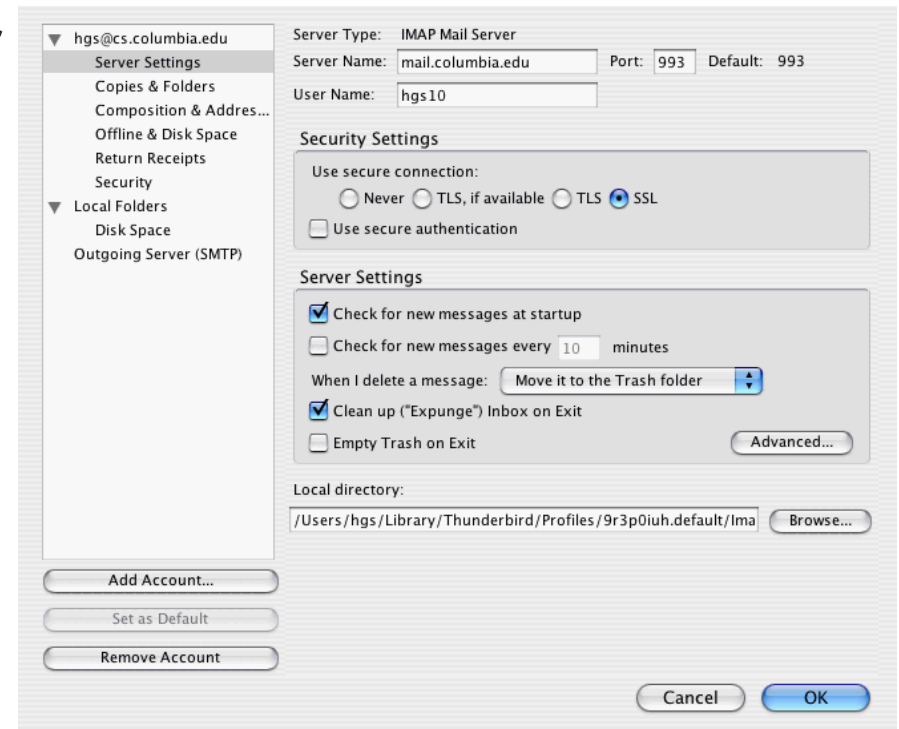 hgs@cs.columbia.edu
Server Settings
Copies & Folders
Composition & Addres...
Offline & Disk Space
Return Receipts
Security
Local Folders
Disk Space
Outgoing Server (SMTP)
Add Account...
Set as Default
Remove Account
Server Type: IMAP Mail Server
Server Name: mail.columbia.edu Port: 993 Default: 993
User Name: hgs10
Security Settings
Use secure connection:
Never TLS, if available TLS SSL
Use secure authentication
Server Settings
Check for new messages at startup
Check for new messages every 10 minutes
When I delete a message: Move it to the Trash folder
Clean up ("Expunge") Inbox on Exit
Empty Trash on Exit Advanced...
Local directory:
/Users/hgs/Library/Thunderbird/Profiles/9r3p0iuh.default/Ima Browse...
Cancel OK